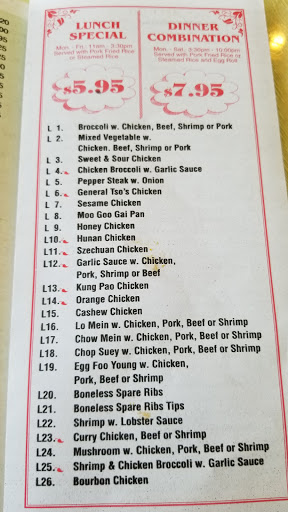 LUNCH
SPECIAL
Mon - Fri : 11am - 3:30pm
Served with Pork Fried Rice
or Steamed Rice
$5.95
DINNER
COMBINATION
Mon. - Sat.: 3:30pm - 10:00pm
Served with Pork Fried Rice or
Steamed Rice and Egg Roll
$7.95
L 1. Broccoli w. Chicken, Beef, Shrimp or Pork
L 2. Mixed Vegetable w.
Chicken. Beef, Shrimp or Pork
L 3. Sweet & Sour Chicken
L 4. Chicken Broccoli w. Garlic Sauce
L 5. Pepper Steak w. Onion
L 6. General Tso's Chicken
L 7. Sesame Chicken
L 8. Moo Goo Gai Pan
L 9. Honey Chicken
L10. Hunan Chicken
L11. Szechuan Chicken
L12. Garlic Sauce w. Chicken,
Pork, Shrimp or Beef
L13. Kung Pao Chicken
L14. Orange Chicken
L15. Cashew Chicken
L16. Lo Mein w. Chicken, Pork, Beef or Shrimp
L17. Chow Mein w. Chicken, Pork, Beef or Shrimp
L18. Chop Suey w. Chicken, Pork, Beef or Shrimp
L19. Egg Foo Young w. Chicken,
Pork, Beef or Shrimp
L20. Boneless Spare Ribs
L21. Boneless Spare Ribs Tips
L22. Shrimp w. Lobster Sauce
L23. Curry Chicken, Beef or Shrimp
L24. Mushroom w. Chicken, Pork, Beef or Shrimp
L25. Shrimp & Chicken Broccoli w. Garlic Sauce
L26. Bourbon Chicken